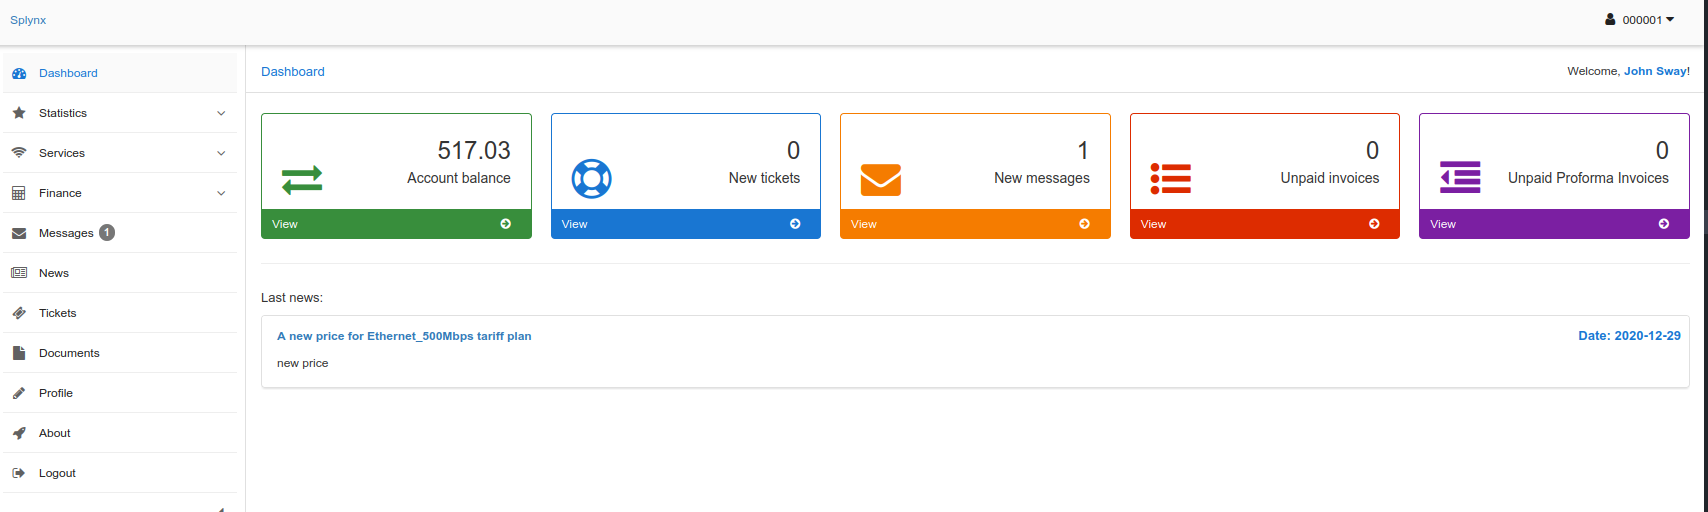 Splynx
000001
Dashboard
Statistics
Services
Finance
Messages 1
News
Tickets
Documents
Profile
About
Logout
Dashboard
Welcome, John Sway!
517.03
Account balance
View
0
New tickets
View
1
New messages
View
0
Unpaid invoices
View
0
Unpaid Proforma Invoices
View
Last news:
A new price for Ethernet_500Mbps tariff plan
Date: 2020-12-29
new price